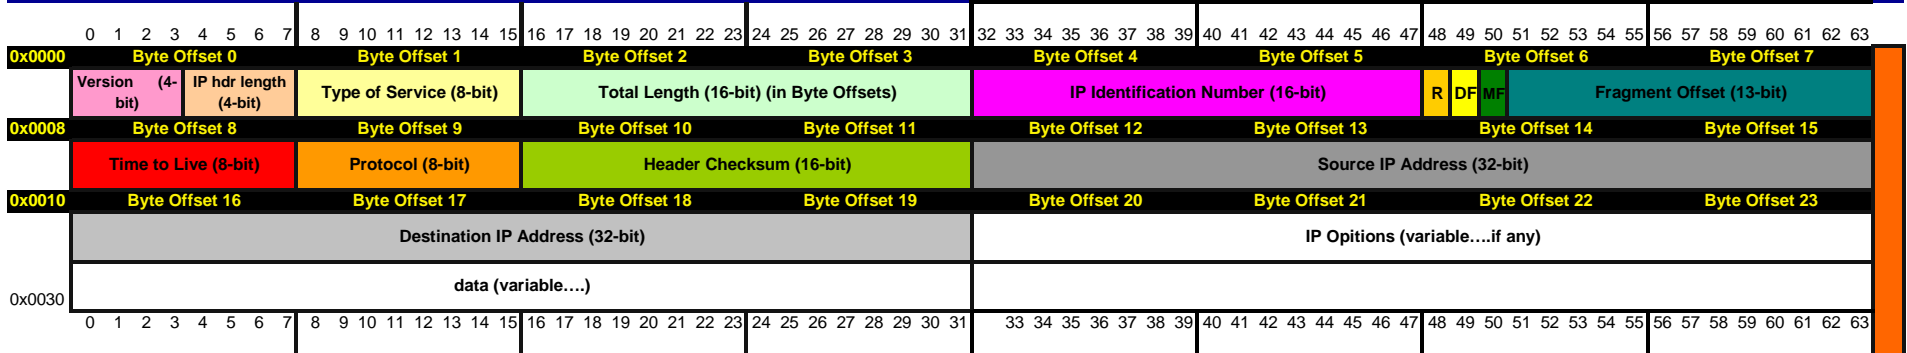 0 1 2 3 4 5 6 7 8 9 10 11 12 13 14 15 16 17 18 19 20 21 22 23 24 25 26 27 28 29 30 31 32 33 34 35 36 37 38 39 40 41 42 43 44 45 46 47 48 49 50 51 52 53 54 55 56 57 58 59 60 61 62 63
0x0000 Byte Offset 0 Byte Offset 1 Byte Offset 2 Byte Offset 3 Byte Offset 4 Byte Offset 5 Byte Offset 6 Byte Offset 7
Version (4-
bit)
IP hdr length
(4-bit)
Type of Service (8-bit)
Total Length (16-bit) (in Byte Offsets)
IP Identification Number (16-bit)
R DF MF
Fragment Offset (13-bit)
0x0008 Byte Offset 8 Byte Offset 9 Byte Offset 10 Byte Offset 11 Byte Offset 12 Byte Offset 13 Byte Offset 14 Byte Offset 15
Time to Live (8-bit) Protocol (8-bit) Header Checksum (16-bit) Source IP Address (32-bit)
0x0010 Byte Offset 16 Byte Offset 17 Byte Offset 18 Byte Offset 19 Byte Offset 20 Byte Offset 21 Byte Offset 22 Byte Offset 23
Destination IP Address (32-bit) IP Opitions (variable….if any)
data (variable….)
0x0030
0 1 2 3 4 5 6 7 8 9 10 11 12 13 14 15 16 17 18 19 20 21 22 23 24 25 26 27 28 29 30 31 33 34 35 36 37 38 39 40 41 42 43 44 45 46 47 48 49 50 51 52 53 54 55 56 57 58 59 60 61 62 63